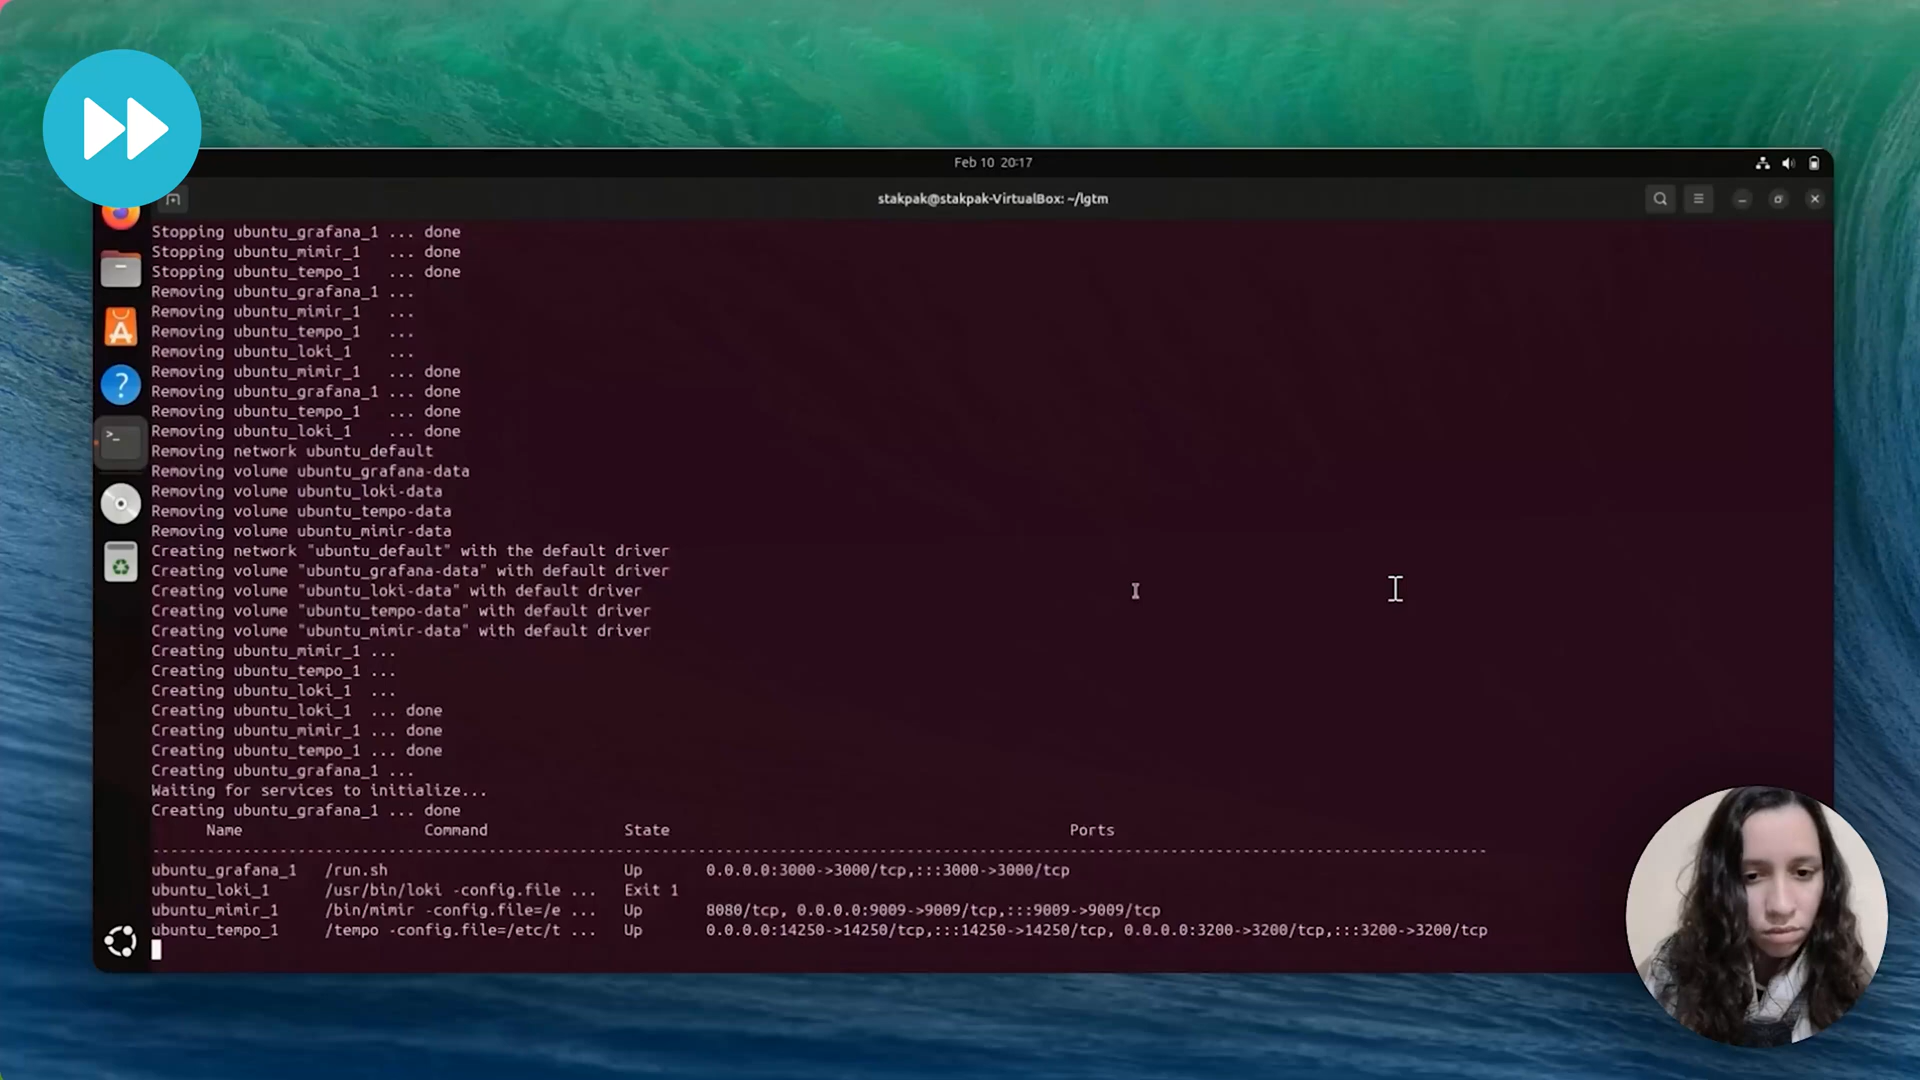 Feb 10 20:17
stakpak@stakpak-VirtualBox: ~/lgtm
Stopping ubuntu_grafana_1 ... done
Stopping ubuntu_mimir_1   ... done
Stopping ubuntu_tempo_1   ... done
Removing ubuntu_grafana_1 ...
Removing ubuntu_mimir_1   ...
Removing ubuntu_tempo_1   ...
Removing ubuntu_loki_1    ...
Removing ubuntu_mimir_1   ... done
Removing ubuntu_grafana_1 ... done
Removing ubuntu_tempo_1   ... done
Removing ubuntu_loki_1    ... done
Removing network ubuntu_default
Removing volume ubuntu_grafana-data
Removing volume ubuntu_loki-data
Removing volume ubuntu_tempo-data
Removing volume ubuntu_mimir-data
Creating network "ubuntu_default" with the default driver
Creating volume "ubuntu_grafana-data" with default driver
Creating volume "ubuntu_loki-data" with default driver
Creating volume "ubuntu_tempo-data" with default driver
Creating volume "ubuntu_mimir-data" with default driver
Creating ubuntu_mimir_1 ...
Creating ubuntu_tempo_1 ...
Creating ubuntu_loki_1  ...
Creating ubuntu_loki_1  ... done
Creating ubuntu_mimir_1 ... done
Creating ubuntu_tempo_1 ... done
Creating ubuntu_grafana_1 ...
Waiting for services to initialize...
Creating ubuntu_grafana_1 ... done
Name Command State Ports
ubuntu_grafana_1 /run.sh Up 0.0.0.0:3000->3000/tcp,:::3000->3000/tcp
ubuntu_loki_1 /usr/bin/loki -config.file ... Exit 1
ubuntu_mimir_1 /bin/mimir -config.file=/e ... Up 8080/tcp, 0.0.0.0:9009->9009/tcp,:::9009->9009/tcp
ubuntu_tempo_1 /tempo -config.file=/etc/t ... Up 0.0.0.0:14250->14250/tcp,:::14250->14250/tcp, 0.0.0.0:3200->3200/tcp,:::3200->3200/tcp